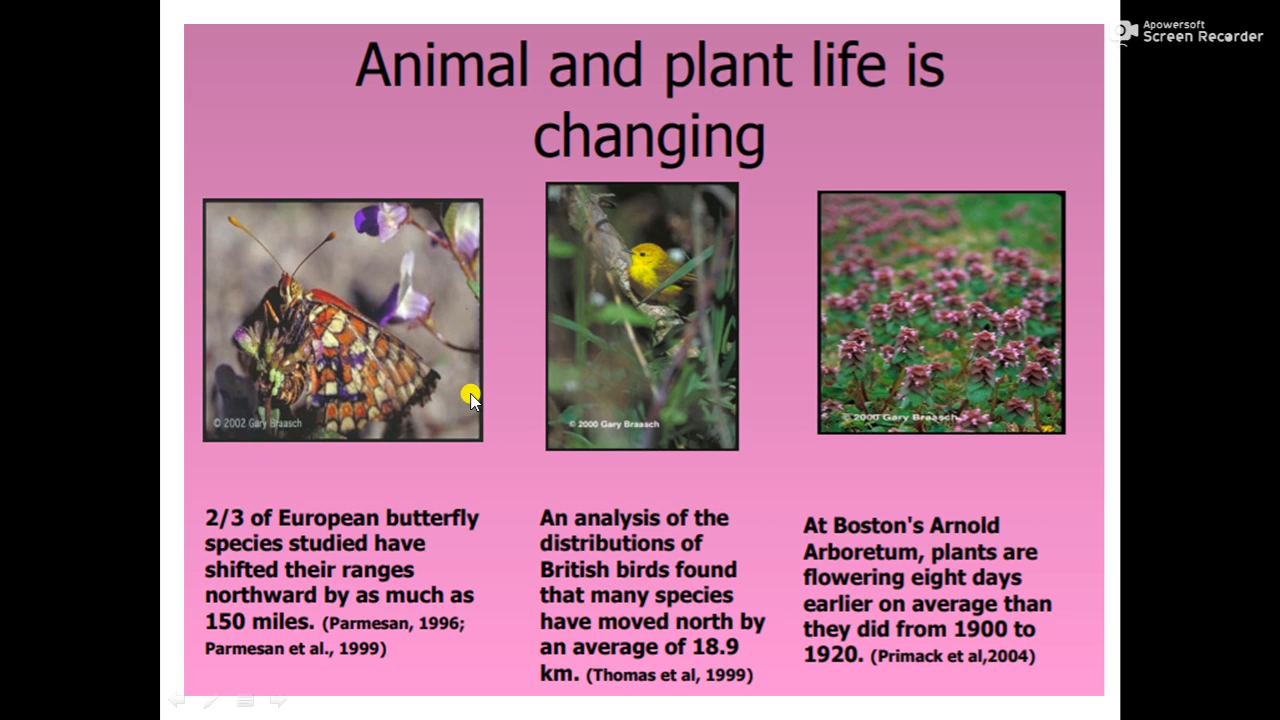 Apowersoft
Screen Recorder
Animal and plant life is
changing
© 2002 Gary Braasch
© 2000 Gary Braasch
© 2000 Gary Braasch
2/3 of European butterfly
species studied have
shifted their ranges
northward by as much as
150 miles. (Parmesan, 1996;
Parmesan et al., 1999)
An analysis of the
distributions of
British birds found
that many species
have moved north by
an average of 18.9
km. (Thomas et al, 1999)
At Boston's Arnold
Arboretum, plants are
flowering eight days
earlier on average than
they did from 1900 to
1920. (Primack et al,2004)